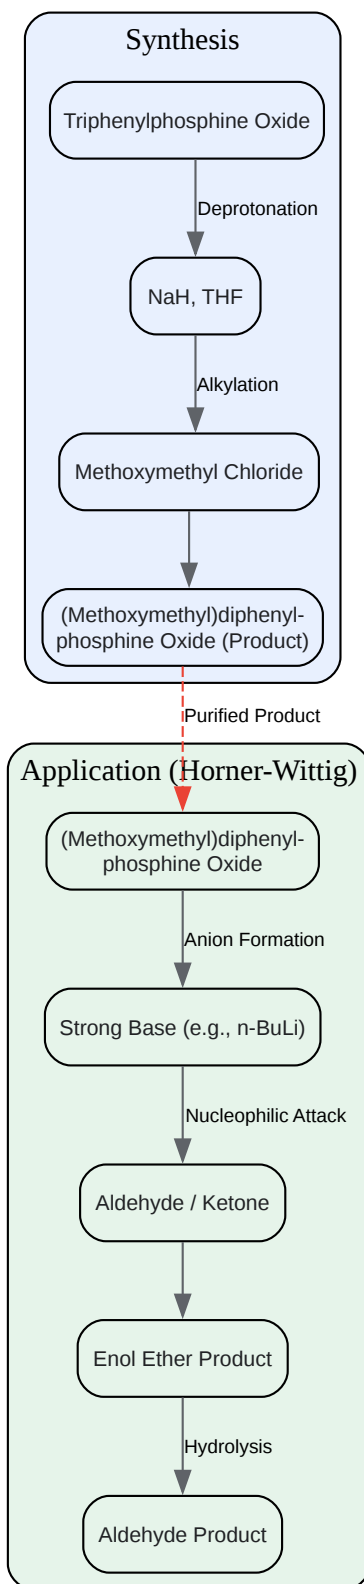 Synthesis
Triphenylphosphine Oxide
Deprotonation
NaH, THF
Alkylation
Methoxymethyl Chloride
(Methoxymethyl)diphenyl-
phosphine Oxide (Product)
Purified Product
Application (Horner-Wittig)
(Methoxymethyl)diphenyl-
phosphine Oxide
Anion Formation
Strong Base (e.g., n-BuLi)
Nucleophilic Attack
Aldehyde / Ketone
Enol Ether Product
Hydrolysis
Aldehyde Product